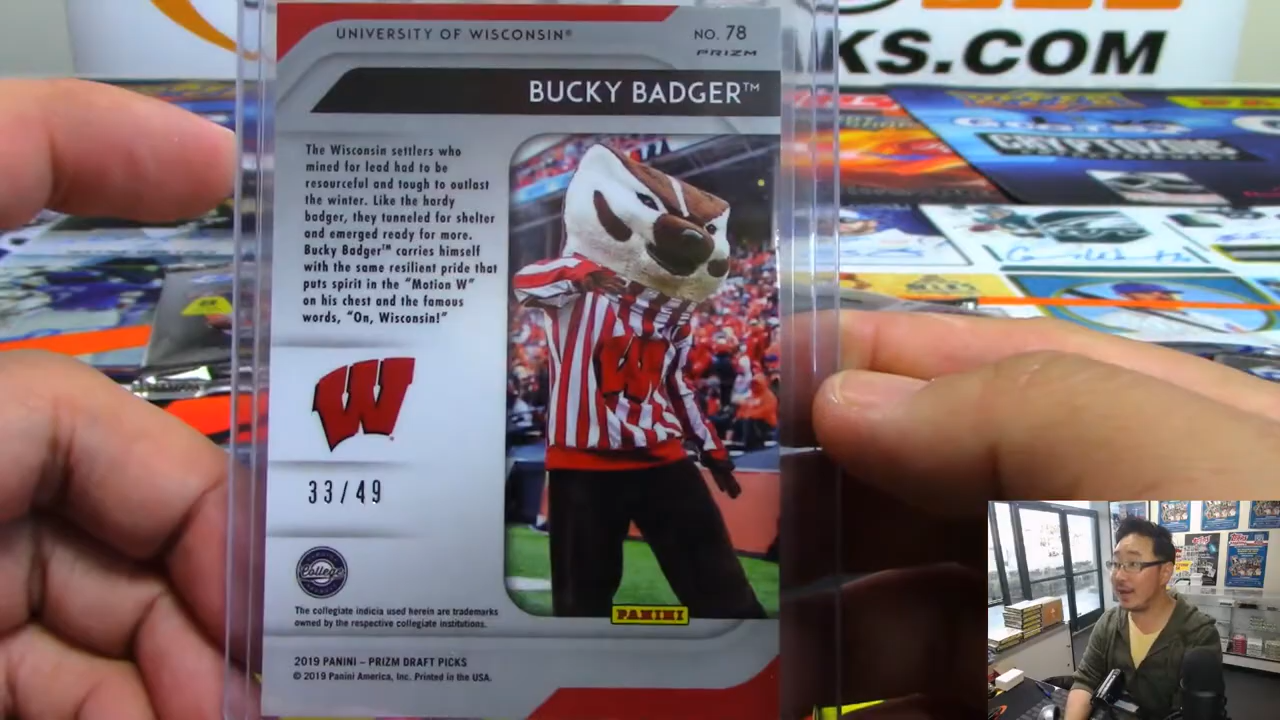 KS.COM
UNIVERSITY OF WISCONSIN®
NO. 78
PRIZM
BUCKY BADGER™
The Wisconsin settlers who
mined for lead had to be
resourceful and tough to outlast
the winter. Like the hardy
badger, they tunneled for shelter
and emerged ready for more.
Bucky Badger™ carries himself
with the same resilient pride that
puts spirit in the "Motion W"
on his chest and the famous
words, "On, Wisconsin!"
W
33/49
College
PANINI
The collegiate indicia used herein are trademarks
owned by the respective collegiate institutions.
2019 PANINI – PRIZM DRAFT PICKS
© 2019 Panini America, Inc. Printed in the USA.
CRYPTOZOIC
Topps